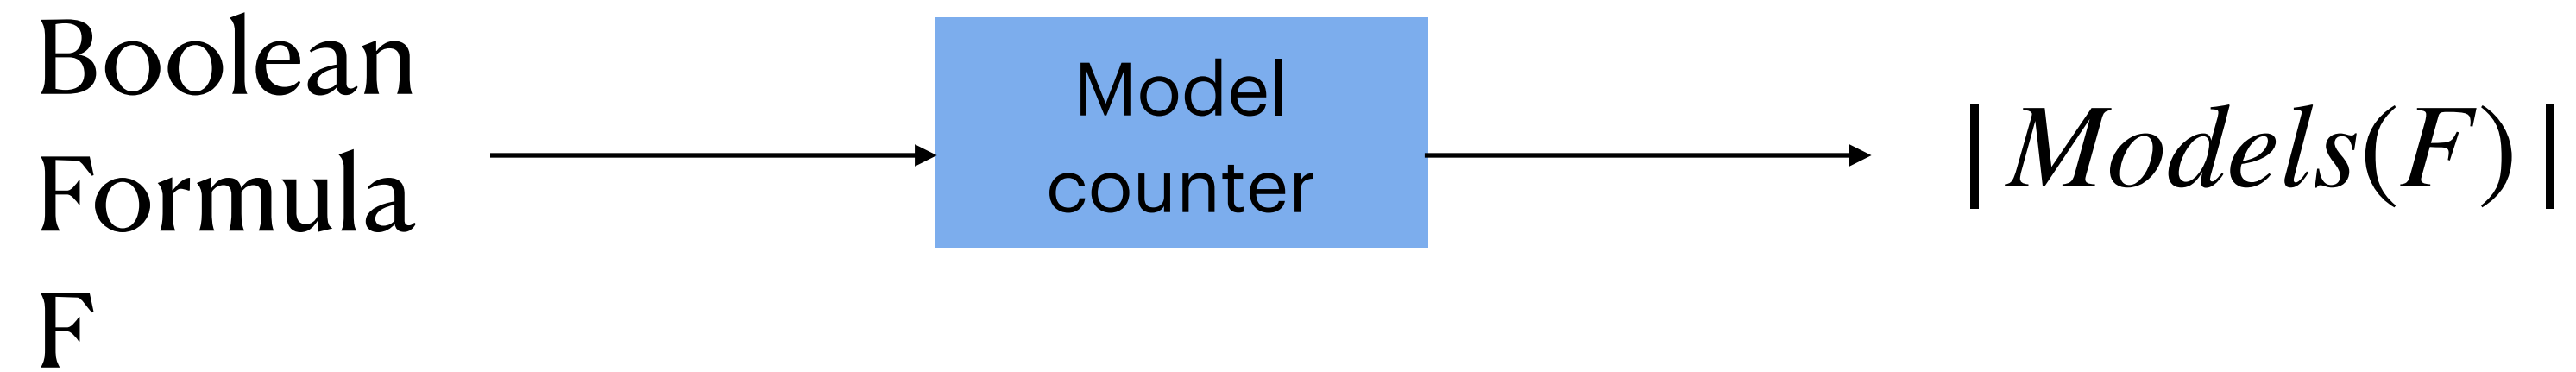 Boolean
Formula
F
Model
counter
|Models(F)|